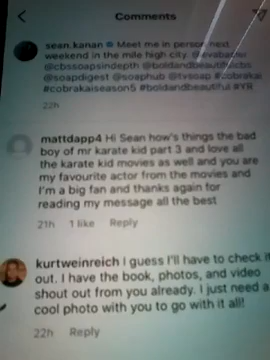 Comments
sean.kanan Meet me in person next
weekend in the mile high city.
@cbssoapsindepth @boldandbeautifulcbs
@soapdigest @soaphub @tvsoap #cobrakai
#cobrakaiseason5 #boldandbeautiful #YR
22h
mattdapp4 Hi Sean how's things the bad
boy of mr karate kid part 3 and love all
the karate kid movies as well and you are
my favourite actor from the movies and
I'm a big fan and thanks again for
reading my message all the best
21h 1 like Reply
kurtweinreich I guess I'll have to check it
out. I have the book, photos, and video
shout out from you already. I just need a
cool photo with you to go with it all!
22h Reply